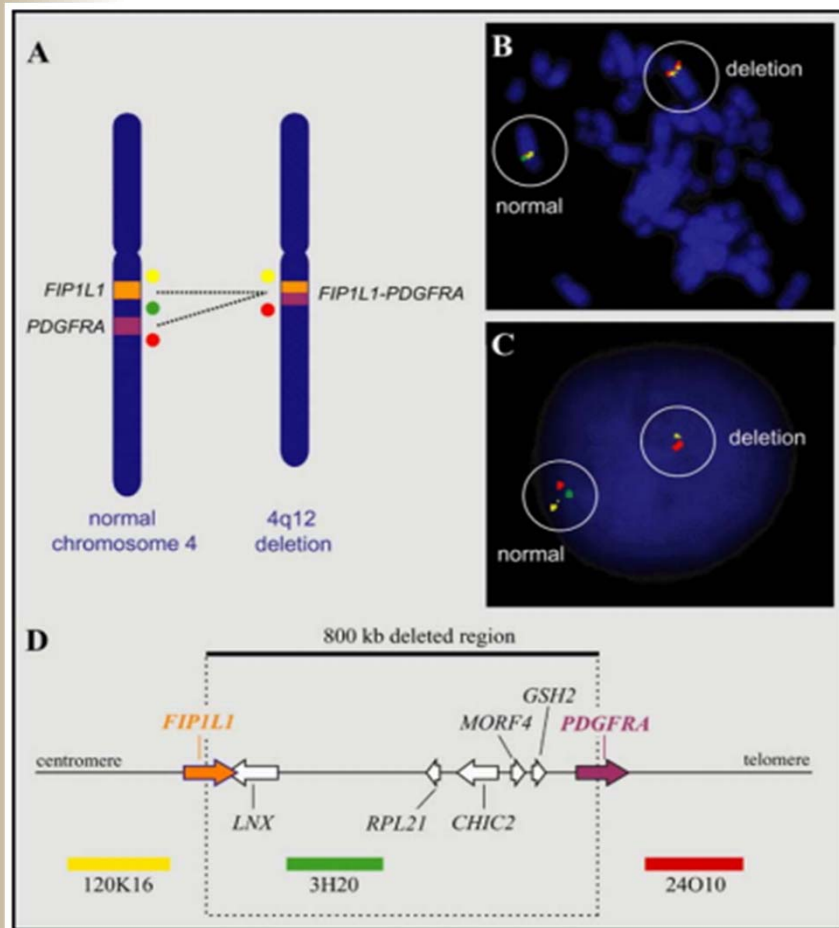 A
FIP1L1
PDGFRA
FIP1L1-PDGFRA
normal
chromosome 4
4q12
deletion
B
deletion
normal
C
deletion
normal
D
800 kb deleted region
GSH2
FIP1L1
MORF4
PDGFRA
centromere
telomere
LNX
RPL21
CHIC2
120K16
3H20
24O10